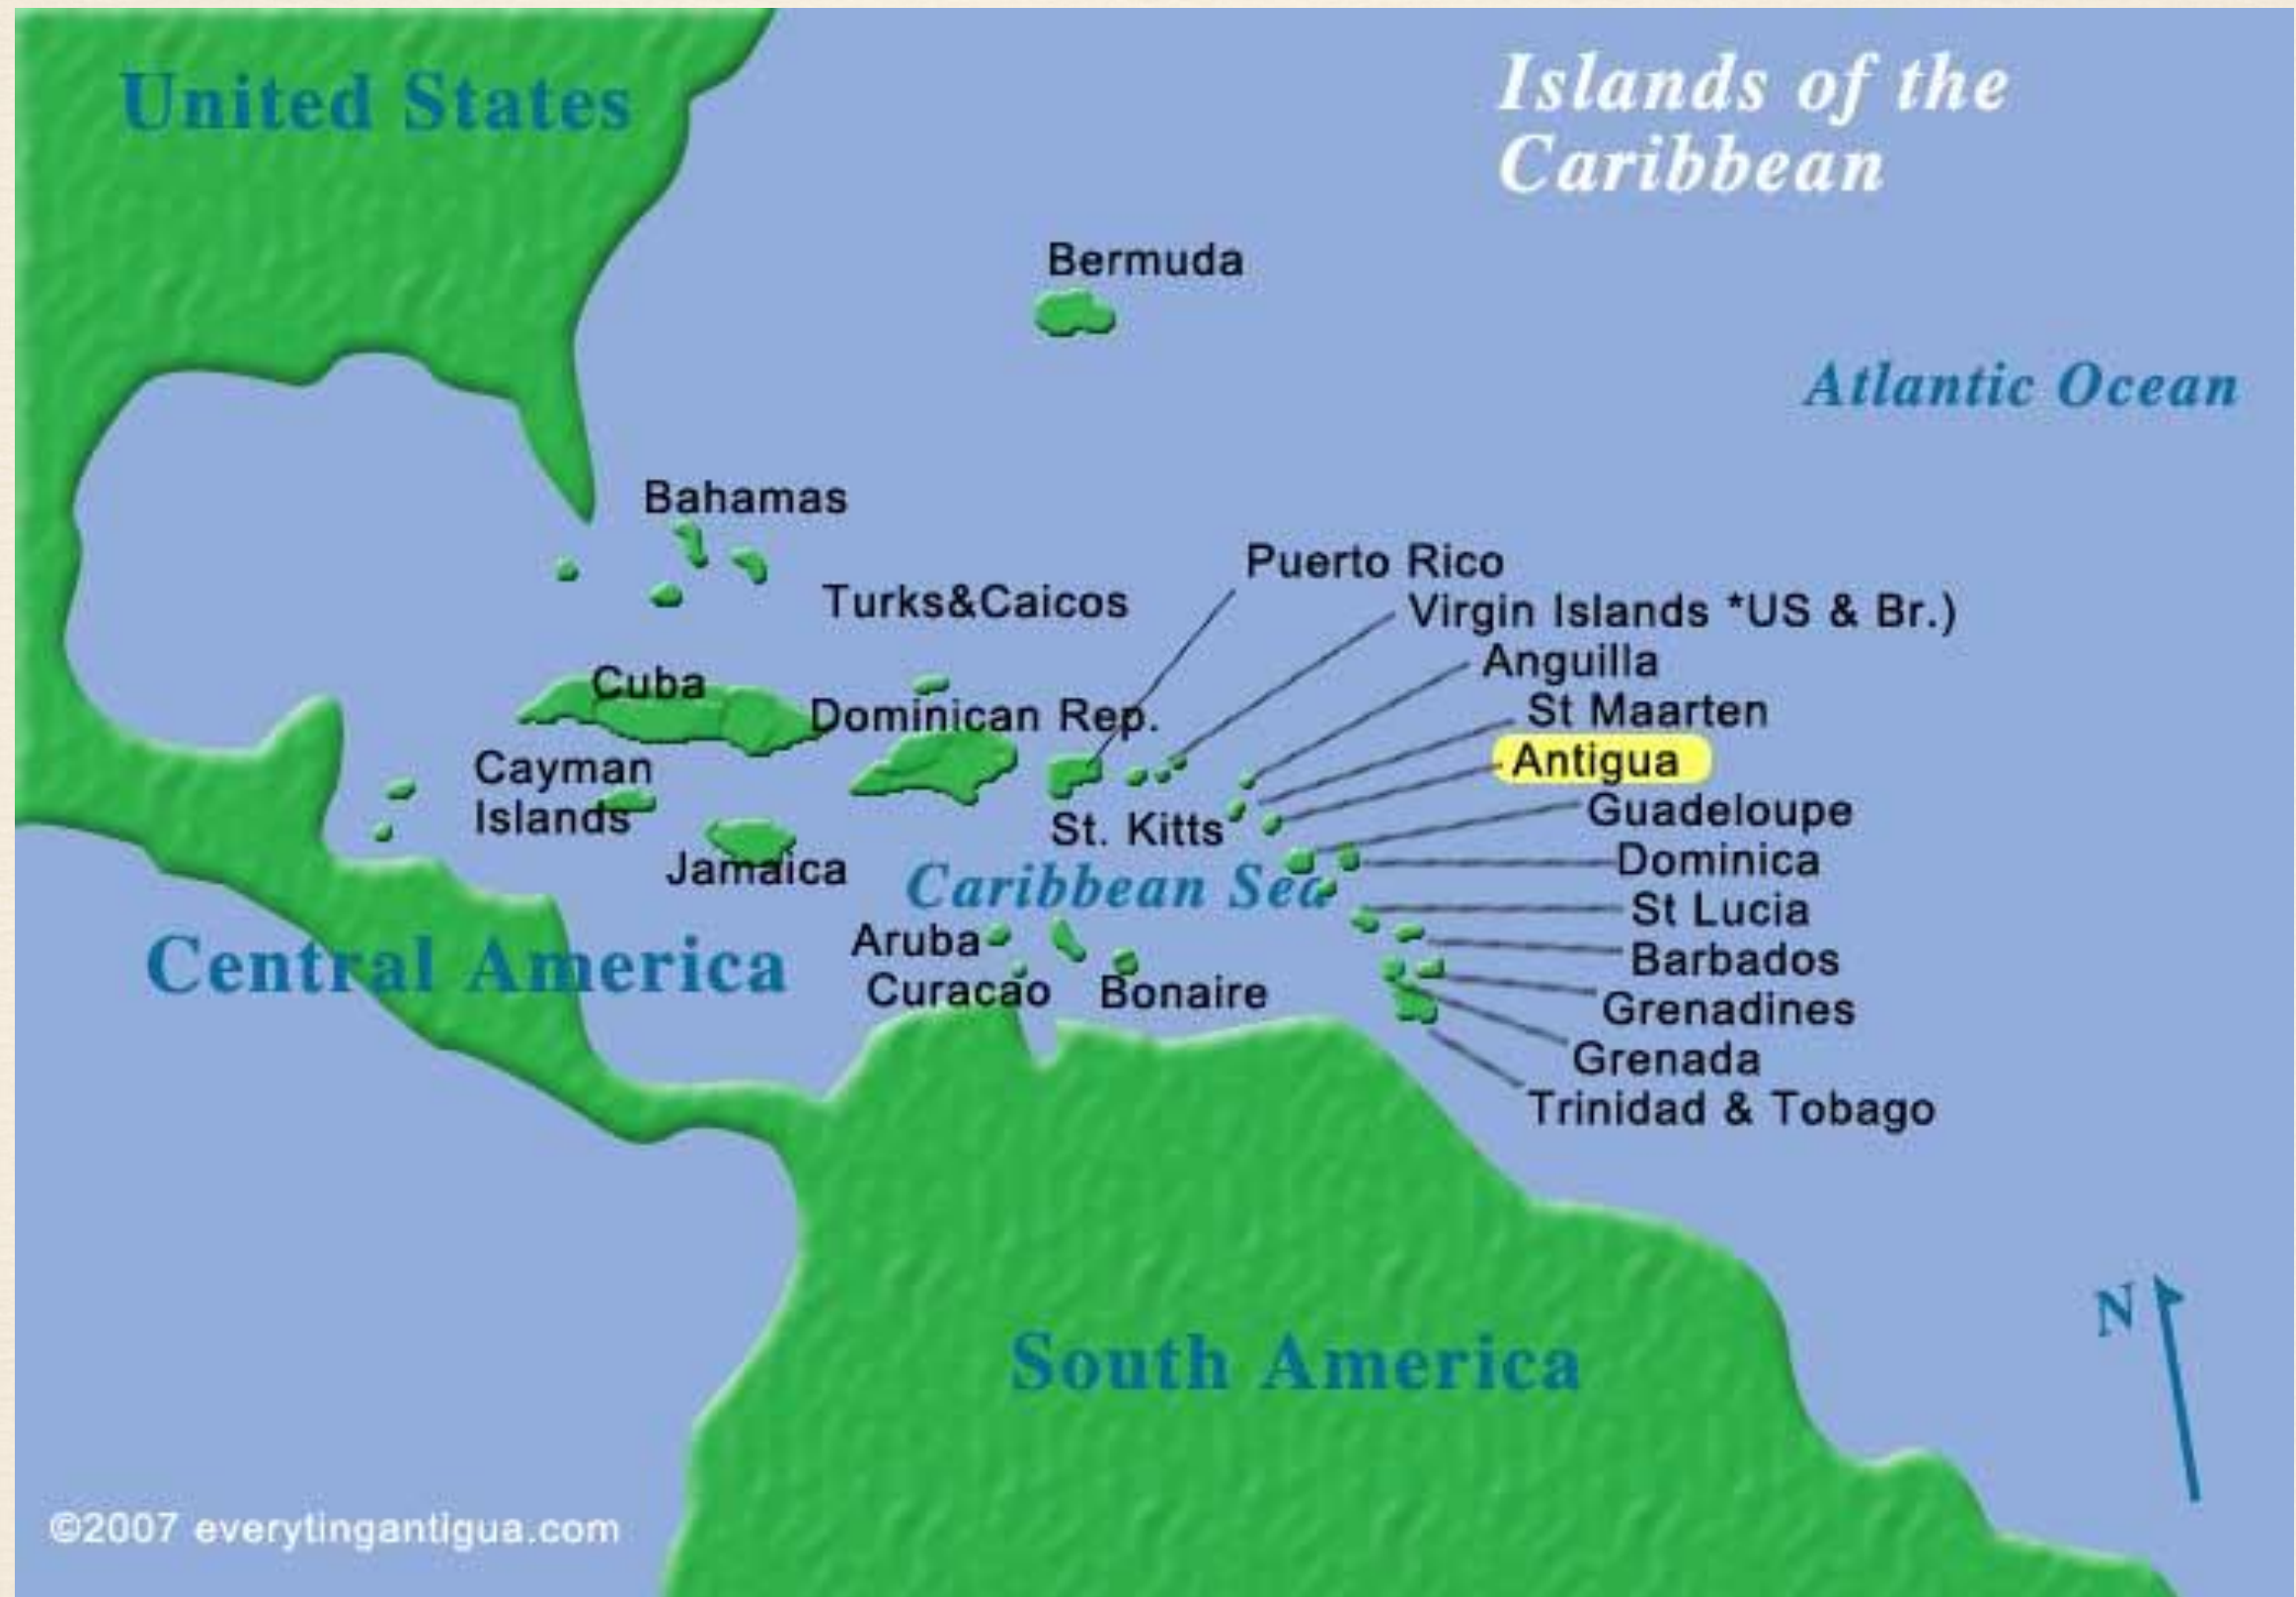 United States
Islands of the
Caribbean
Bermuda
Atlantic Ocean
Bahamas
Puerto Rico
Turks&Caicos
Virgin Islands *US & Br.)
Anguilla
Cuba
St Maarten
Dominican Rep.
Antigua
Cayman
Islands
Guadeloupe
St. Kitts
Dominica
Jamaica
Caribbean Sea
St Lucia
Aruba
Barbados
Central America
Curacao
Bonaire
Grenadines
Grenada
Trinidad & Tobago
N
South America
©2007 everytingantigua.com